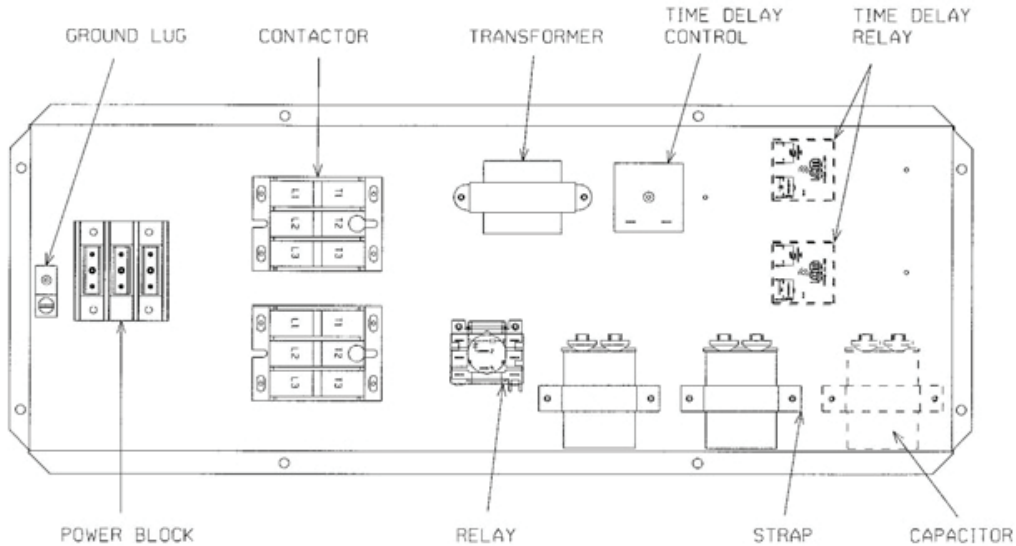 GROUND LUG
CONTACTOR
TRANSFORMER
TIME DELAY
CONTROL
TIME DELAY
RELAY
L1 T1
L2 T2
L3 T3
L1 T1
L2 T2
L3 T3
POWER BLOCK
RELAY
STRAP
CAPACITOR